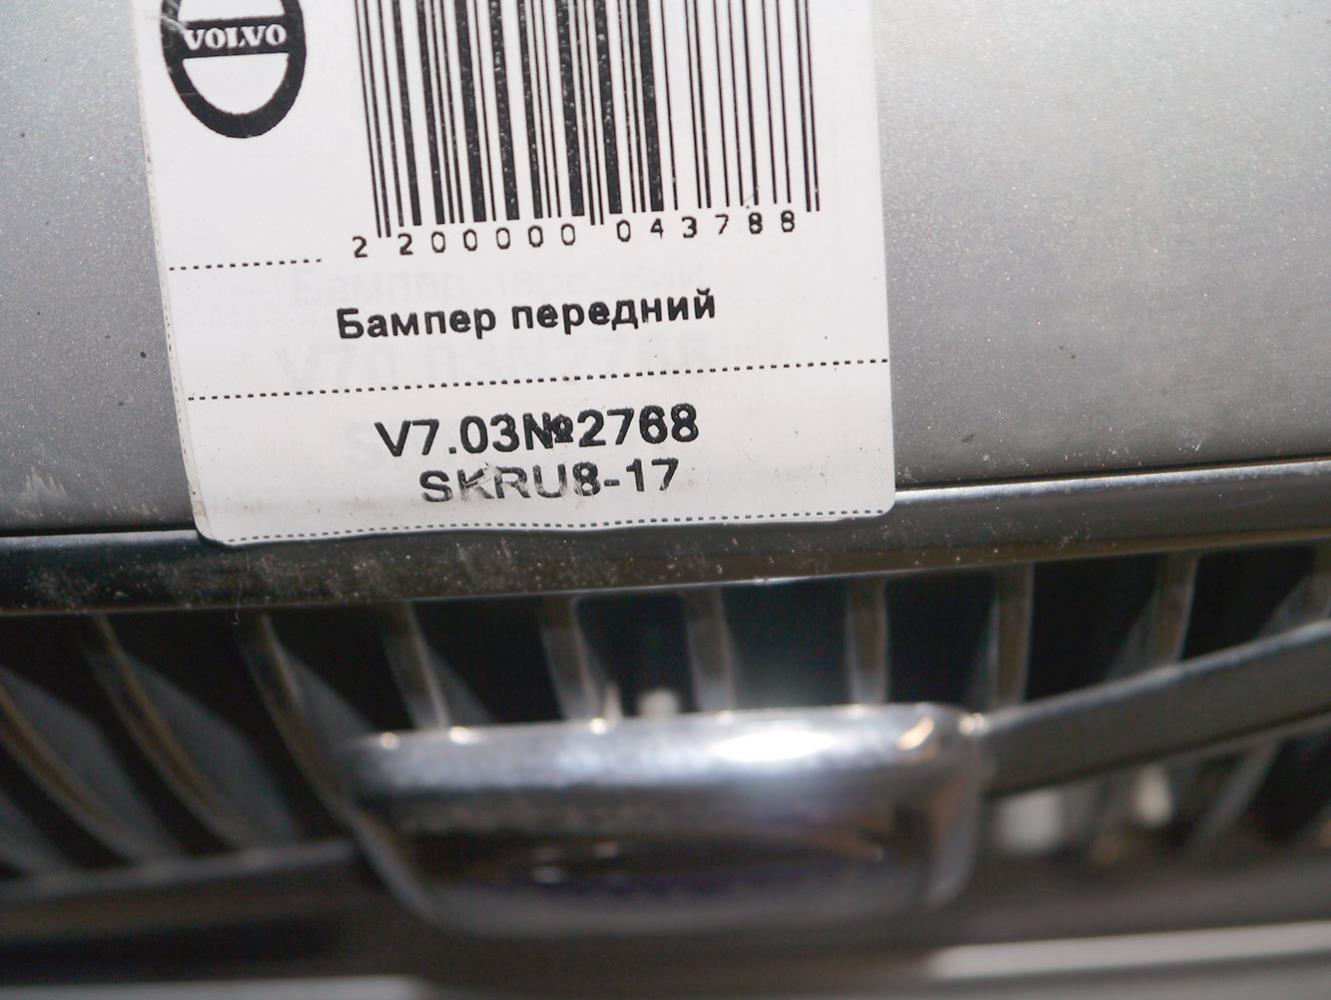 VOLVO
2 200000 043788
Бампер передний
V7.03№2768
SKRU8-17